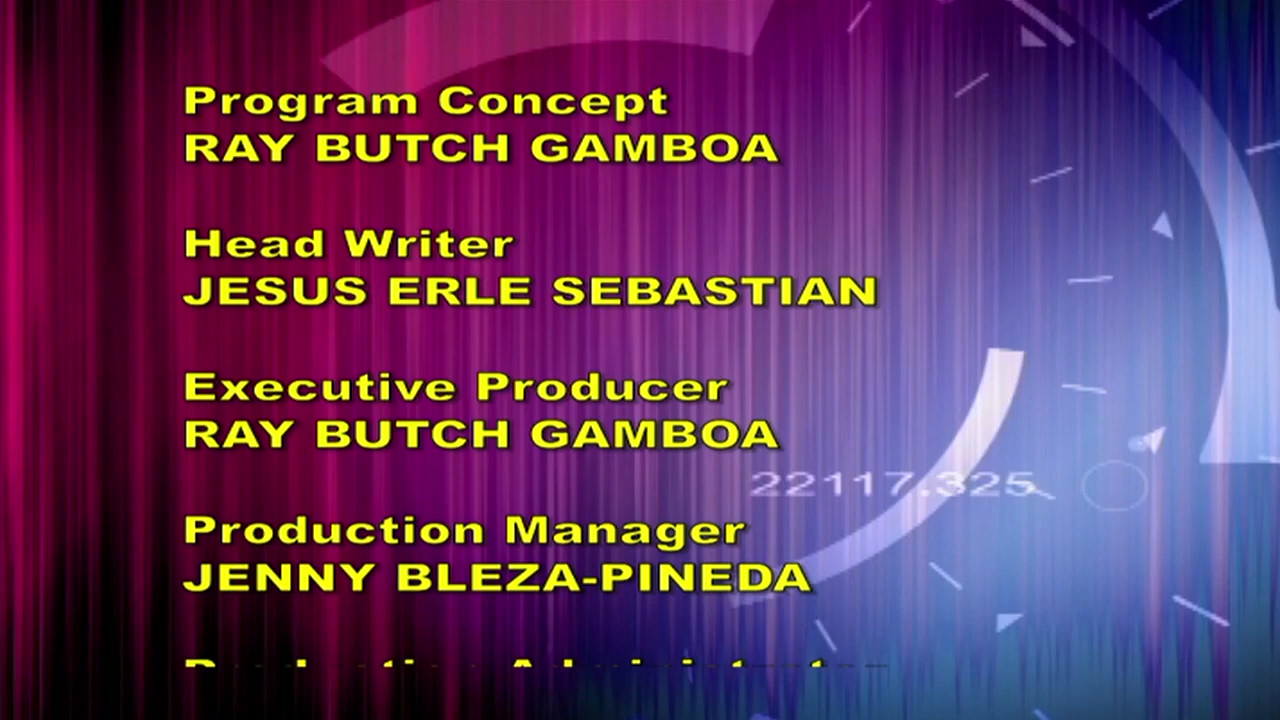 Program Concept
RAY BUTCH GAMBOA
Head Writer
JESUS ERLE SEBASTIAN
Executive Producer
RAY BUTCH GAMBOA
22117.325
Production Manager
JENNY BLEZA-PINEDA